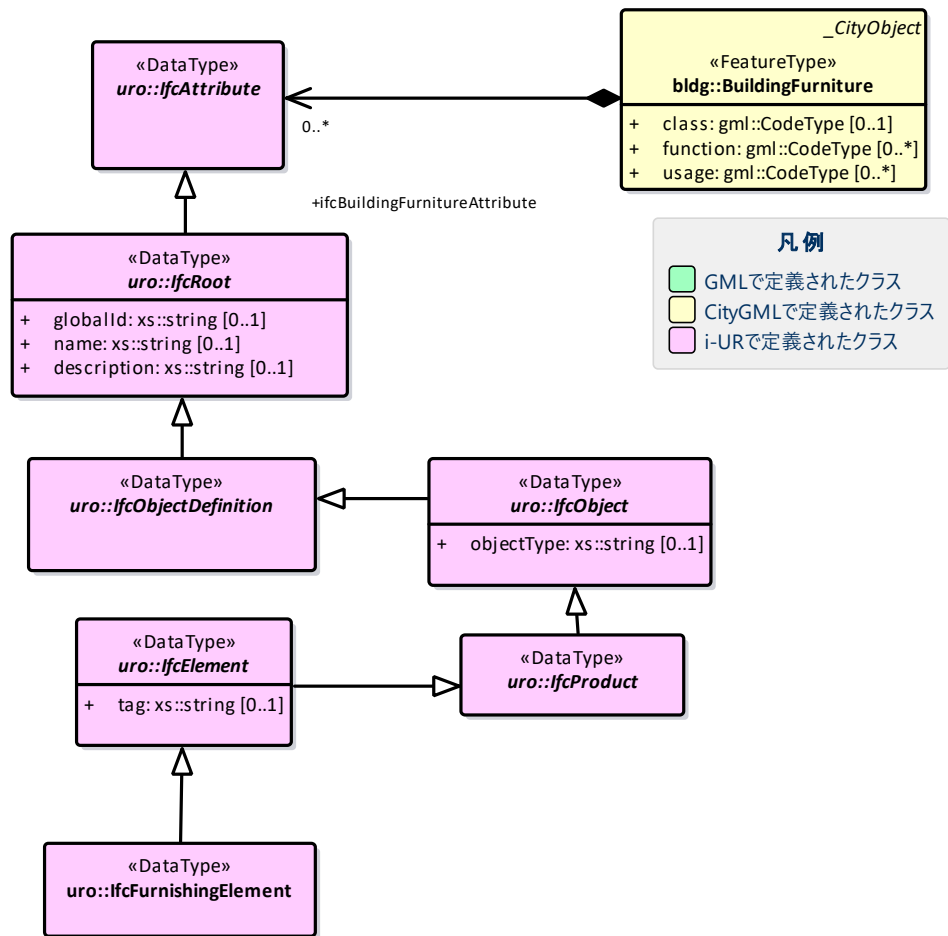 «DataType»
uro::IfcAttribute
_CityObject
«FeatureType»
bldg::BuildingFurniture
+ class: gml::CodeType [0..1]
+ function: gml::CodeType [0..*]
+ usage: gml::CodeType [0..*]
0..*
+ifcBuildingFurnitureAttribute
凡例
GMLで定義されたクラス
CityGMLで定義されたクラス
i-URで定義されたクラス
«DataType»
uro::IfcRoot
+ globalId: xs::string [0..1]
+ name: xs::string [0..1]
+ description: xs::string [0..1]
«DataType»
uro::IfcObjectDefinition
«DataType»
uro::IfcObject
+ objectType: xs::string [0..1]
«DataType»
uro::IfcElement
+ tag: xs::string [0..1]
«DataType»
uro::IfcProduct
«DataType»
uro::IfcFurnishingElement